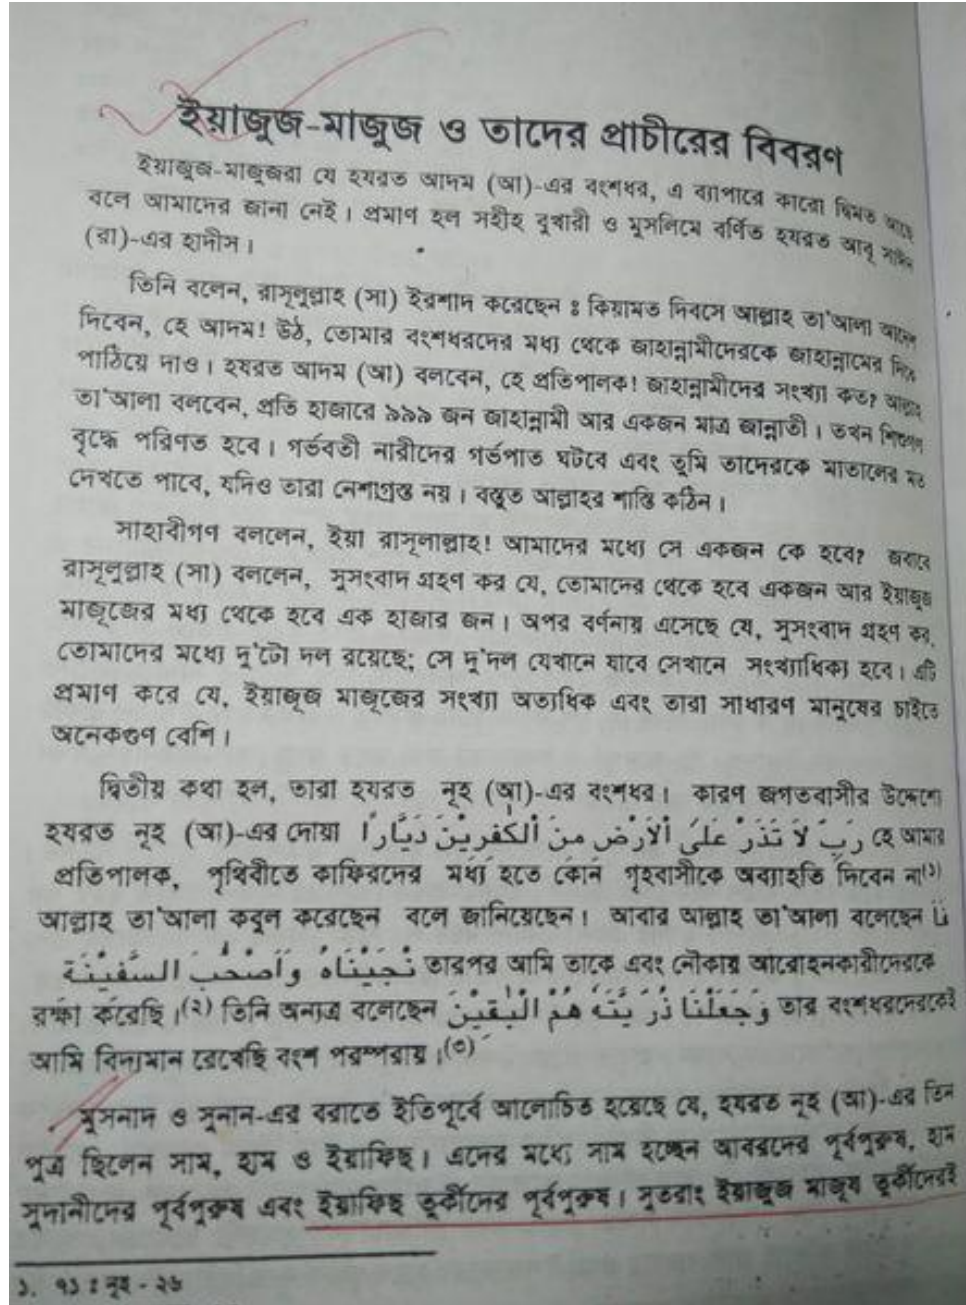 ইয়াজুজ-মাজুজ ও তাদের প্রাচীরের বিবরণ
ইয়াজুজ-মাজুজরা যে হযরত আদম (আ)-এর বংশধর, এ ব্যাপারে কারো দ্বিমত আছে
বলে আমাদের জানা নেই। প্রমাণ হল সহীহ বুখারী ও মুসলিমে বর্ণিত হযরত আবূ সাঈদ
(রা)-এর হাদীস।
তিনি বলেন, রাসূলুল্লাহ (সা) ইরশাদ করেছেন ঃ কিয়ামত দিবসে আল্লাহ তা'আলা আদেশ
দিবেন, হে আদম! উঠ, তোমার বংশধরদের মধ্য থেকে জাহান্নামীদেরকে জাহান্নামের দিকে
পাঠিয়ে দাও। হযরত আদম (আ) বলবেন, হে প্রতিপালক! জাহান্নামীদের সংখ্যা কত? আল্লাহ
তা'আলা বলবেন, প্রতি হাজারে ৯৯৯ জন জাহান্নামী আর একজন মাত্র জান্নাতী। তখন শিশুগণ
বৃদ্ধে পরিণত হবে। গর্ভবতী নারীদের গর্ভপাত ঘটবে এবং তুমি তাদেরকে মাতালের মত
দেখতে পাবে, যদিও তারা নেশাগ্রস্ত নয়। বস্তুত আল্লাহর শাস্তি কঠিন।
সাহাবীগণ বললেন, ইয়া রাসূলাল্লাহ! আমাদের মধ্যে সে একজন কে হবে? জবাবে
রাসূলুল্লাহ (সা) বললেন, সুসংবাদ গ্রহণ কর যে, তোমাদের থেকে হবে একজন আর ইয়াজুজ
মাজূজের মধ্য থেকে হবে এক হাজার জন। অপর বর্ণনায় এসেছে যে, সুসংবাদ গ্রহণ কর,
তোমাদের মধ্যে দু'টো দল রয়েছে; সে দু'দল যেখানে যাবে সেখানে সংখ্যাধিক্য হবে। এটি
প্রমাণ করে যে, ইয়াজূজ মাজূজের সংখ্যা অত্যধিক এবং তারা সাধারণ মানুষের চাইতে
অনেকগুণ বেশি।
দ্বিতীয় কথা হল, তারা হযরত নূহ (আ)-এর বংশধর। কারণ জগতবাসীর উদ্দেশে
হযরত নূহ (আ)-এর দোয়া رَبِّ لَا تَذَرْ عَلَى الْاَرْضِ مِنَ الْكٰفِرِيْنَ دَيَّارًا হে আমার
প্রতিপালক, পৃথিবীতে কাফিরদের মধ্য হতে কোন গৃহবাসীকে অব্যাহতি দিবেন না(১)
আল্লাহ তা'আলা কবুল করেছেন বলে জানিয়েছেন। আবার আল্লাহ তা'আলা বলেছেন فَا
نْجَيْنَاهُ وَاَصْحٰبَ السَّفِيْنَةِ তারপর আমি তাকে এবং নৌকায় আরোহনকারীদেরকে
রক্ষা করেছি।(২) তিনি অন্যত্র বলেছেন وَجَعَلْنَا ذُرِّيَّتَهٗ هُمُ الْبٰقِيْنَ তার বংশধরদেরকেই
আমি বিদ্যমান রেখেছি বংশ পরম্পরায়।(৩)
মুসনাদ ও সুনান-এর বরাতে ইতিপূর্বে আলোচিত হয়েছে যে, হযরত নূহ (আ)-এর তিন
পুত্র ছিলেন সাম, হাম ও ইয়াফিছ। এদের মধ্যে সাম হচ্ছেন আবরদের পূর্বপুরুষ, হাম
সুদানীদের পূর্বপুরুষ এবং ইয়াফিছ তুর্কীদের পূর্বপুরুষ। সুতরাং ইয়াজুজ মাজুয তুর্কীদেরই
১. ৭১ ঃ নূহ - ২৬